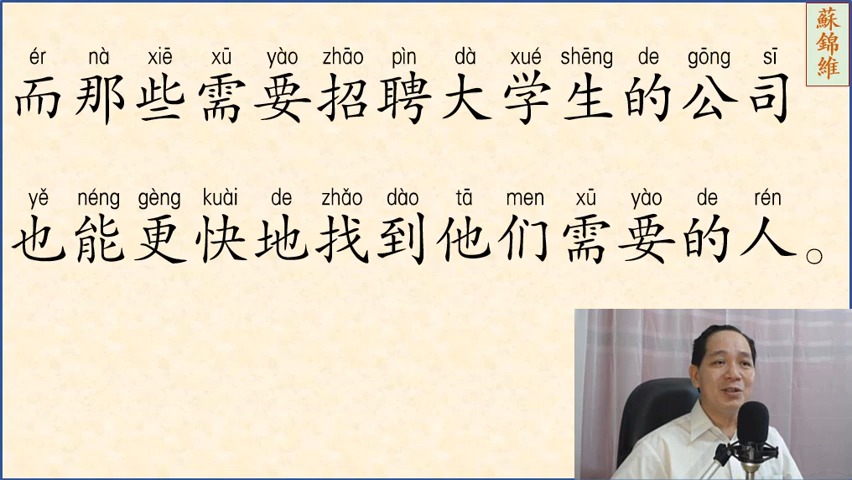 蘇錦維
ér nà xiē xū yào zhāo pìn dà xué shēng de gōng sī
而那些需要招聘大学生的公司
yě néng gèng kuài de zhǎo dào tā men xū yào de rén
也能更快地找到他们需要的人。